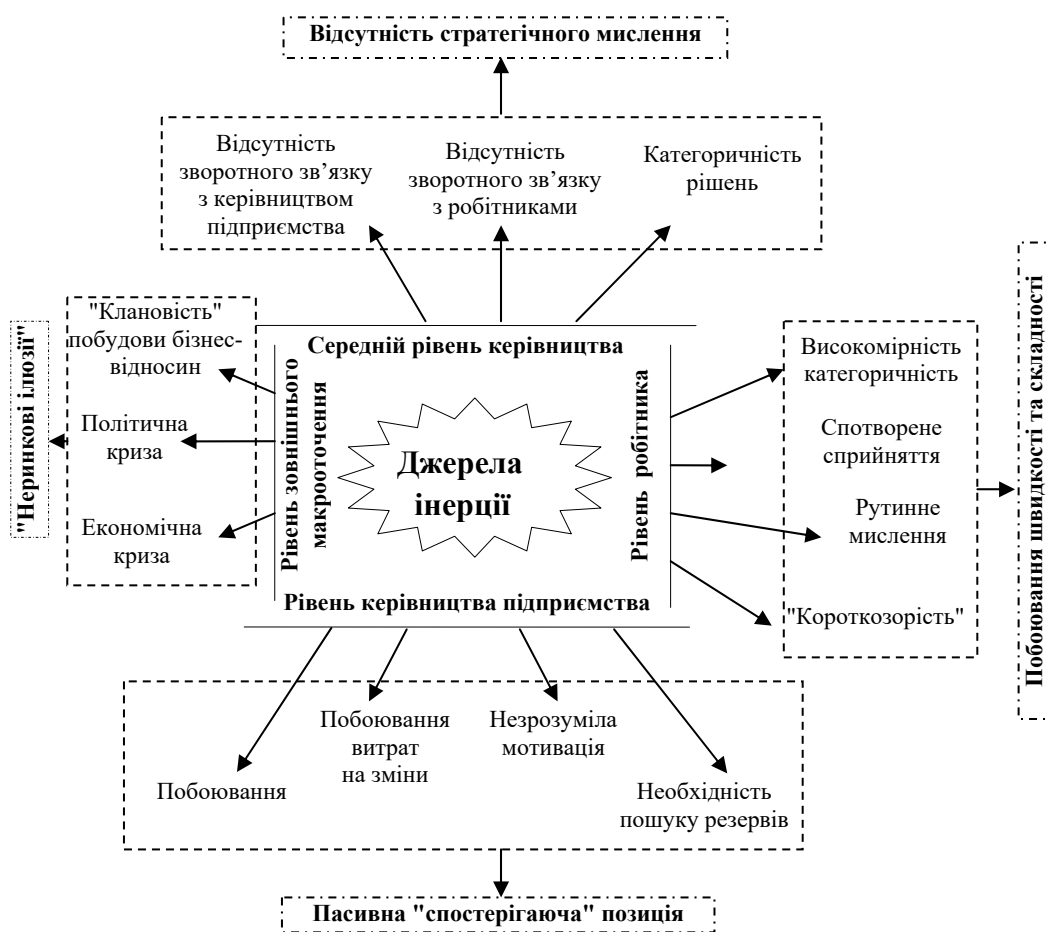 Відсутність стратегічного мислення
Відсутність
зворотного зв’язку
з керівництвом
підприємства
Відсутність
зворотного зв’язку
з робітниками
Категоричність
рішень
"Неринкові ілюзії"
"Клановість"
побудови бізнес-
відносин
Політична
криза
Економічна
криза
Рівень зовнішнього
макрооточення
Середній рівень керівництва
Джерела
інерції
Рівень робітника
Рівень керівництва підприємства
Високомірність
категоричність
Спотворене
сприйняття
Рутинне
мислення
"Короткозорість"
Побоювання швидкості та складності
Побоювання
Побоювання
витрат
на зміни
Незрозуміла
мотивація
Необхідність
пошуку резервів
Пасивна "спостерігаюча" позиція